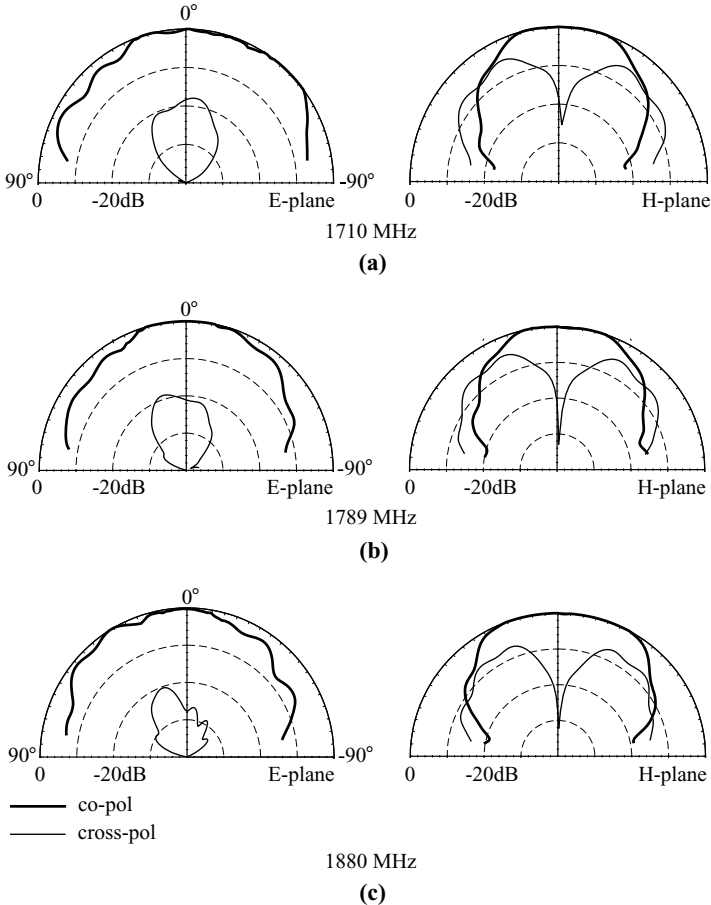 0°
90°
-90°
0
-20dB
E-plane
0
-20dB
H-plane
1710 MHz
(a)
0°
90°
-90°
0
-20dB
E-plane
0
-20dB
H-plane
1789 MHz
(b)
0°
90°
-90°
0
-20dB
E-plane
0
-20dB
H-plane
co-pol
cross-pol
1880 MHz
(c)